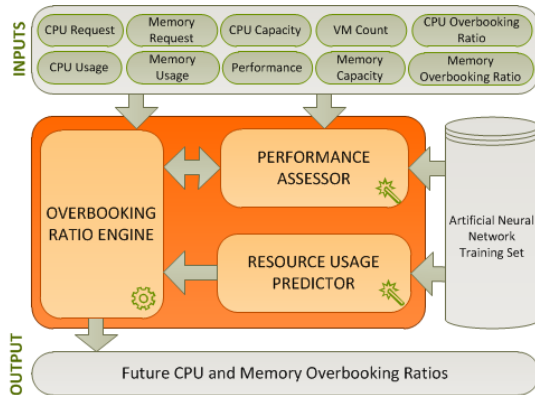 INPUTS
CPU Request
Memory
Request
CPU Capacity
VM Count
CPU Overbooking
Ratio
CPU Usage
Memory
Usage
Performance
Memory
Capacity
Memory
Overbooking Ratio
OVERBOOKING
RATIO ENGINE
PERFORMANCE
ASSESSOR
RESOURCE USAGE
PREDICTOR
Artificial Neural
Network
Training Set
OUTPUT
Future CPU and Memory Overbooking Ratios